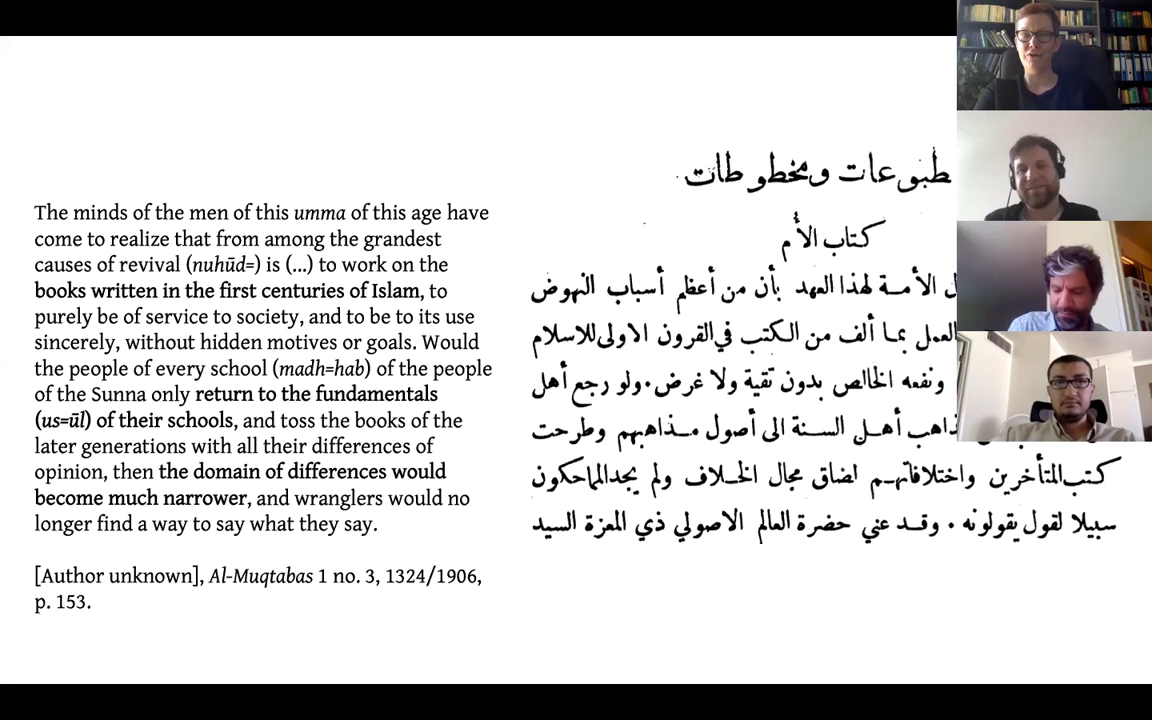 The minds of the men of this umma of this age have
come to realize that from among the grandest
causes of revival (nuhūd=) is (...) to work on the
books written in the first centuries of Islam, to
purely be of service to society, and to be to its use
sincerely, without hidden motives or goals. Would
the people of every school (madh=hab) of the people
of the Sunna only return to the fundamentals
(us=ūl) of their schools, and toss the books of the
later generations with all their differences of
opinion, then the domain of differences would
become much narrower, and wranglers would no
longer find a way to say what they say.
[Author unknown], Al-Muqtabas 1 no. 3, 1324/1906,
p. 153.
طبوعات ومخطوطات
كتاب الأم
ل الأمـة لهذا العهد بأن من أعظم أسباب النهوض
العمل بما ألف من الكتب في القرون الاولى للاسلام
ونفعه الخالص بدون تقية ولا غرض. ولو رجع أهل
ذاهب أهـل السنة الى أصول مـذاهبهم وطرحت
كتب المتأخرين واختلافاتهـم لضاق مجال الخـلاف ولم يجد الماحكون
سبيلا لقول يقولونه . وقـد عني حضرة العالم الاصولي ذي المعزة السيد